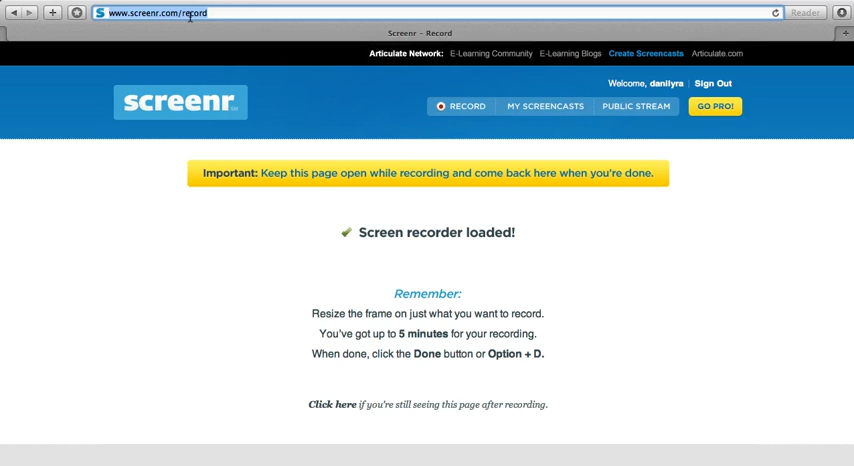 www.screenr.com/record
Reader
Screenr – Record
Articulate Network: E-Learning Community E-Learning Blogs Create Screencasts Articulate.com
Welcome, danilyra | Sign Out
screenr
RECORD MY SCREENCASTS PUBLIC STREAM GO PRO!
Important: Keep this page open while recording and come back here when you're done.
Screen recorder loaded!
Remember:
Resize the frame on just what you want to record.
You've got up to 5 minutes for your recording.
When done, click the Done button or Option + D.
Click here if you're still seeing this page after recording.